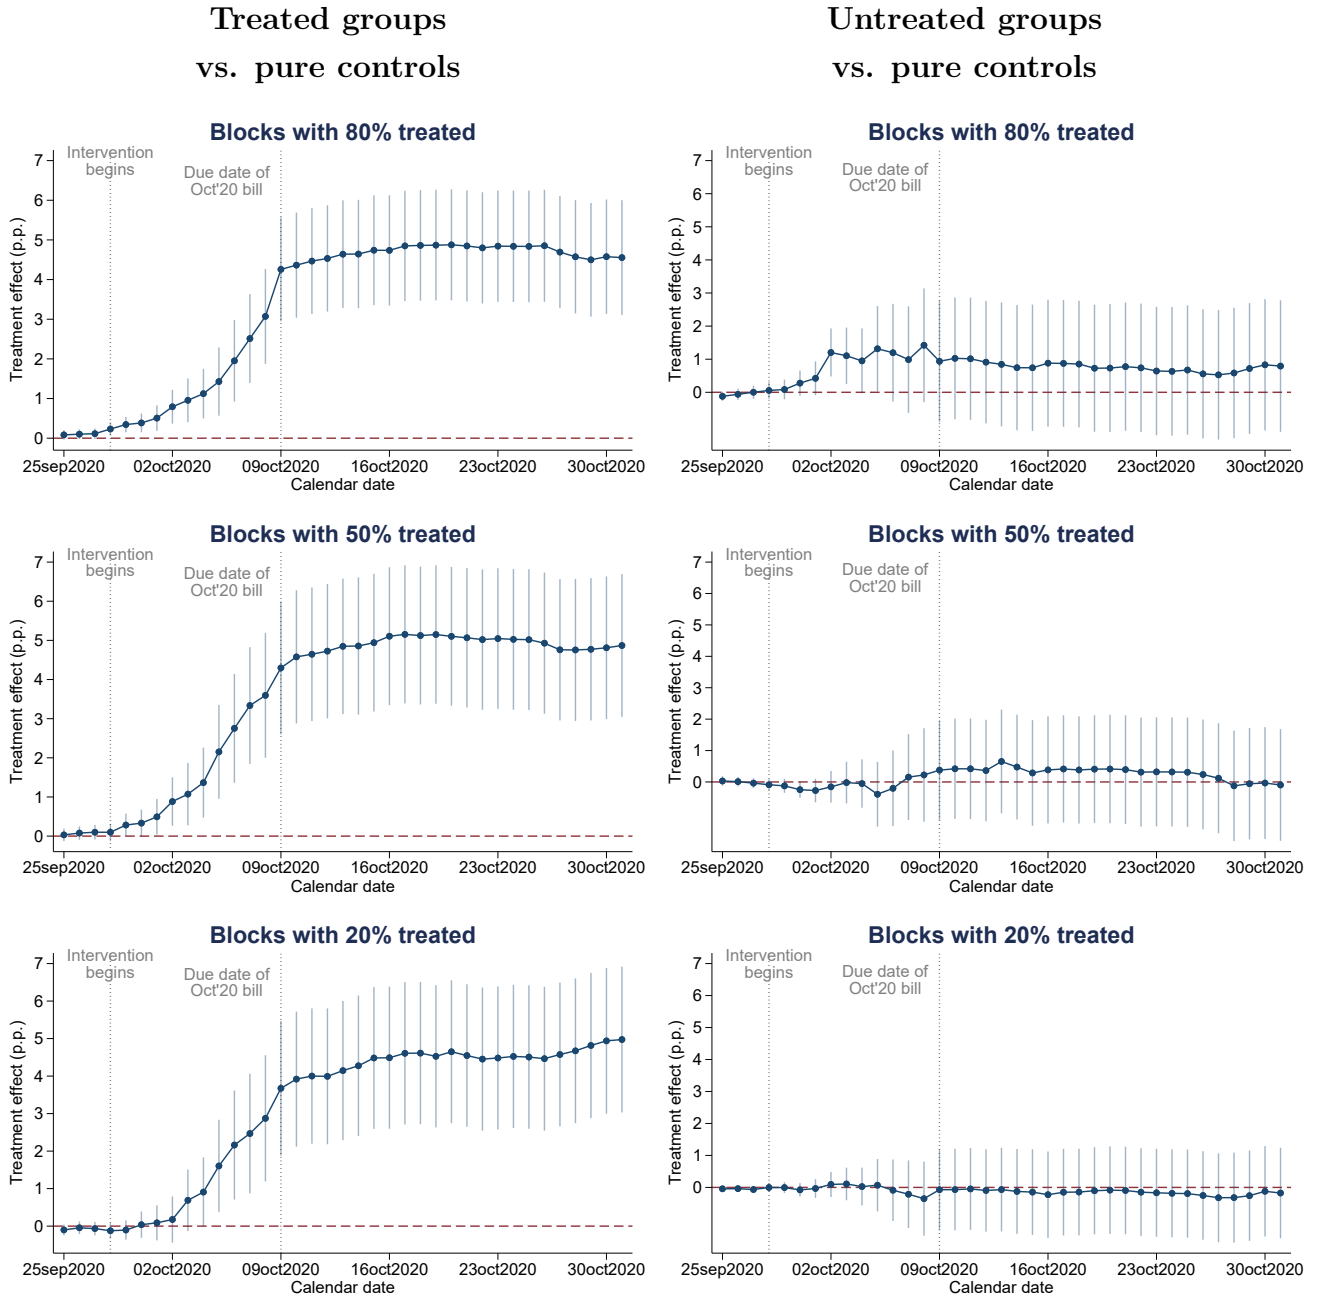 Treated groups
vs. pure controls
Untreated groups
vs. pure controls
Blocks with 80% treated
Intervention
begins
Due date of
Oct'20 bill
Treatment effect (p.p.)
7
6
5
4
3
2
1
0
25sep2020 02oct2020 09oct2020 16oct2020 23oct2020 30oct2020
Calendar date
Blocks with 80% treated
Intervention
begins
Due date of
Oct'20 bill
Treatment effect (p.p.)
7
6
5
4
3
2
1
0
25sep2020 02oct2020 09oct2020 16oct2020 23oct2020 30oct2020
Calendar date
Blocks with 50% treated
Intervention
begins
Due date of
Oct'20 bill
Treatment effect (p.p.)
7
6
5
4
3
2
1
0
25sep2020 02oct2020 09oct2020 16oct2020 23oct2020 30oct2020
Calendar date
Blocks with 50% treated
Intervention
begins
Due date of
Oct'20 bill
Treatment effect (p.p.)
7
6
5
4
3
2
1
0
25sep2020 02oct2020 09oct2020 16oct2020 23oct2020 30oct2020
Calendar date
Blocks with 20% treated
Intervention
begins
Due date of
Oct'20 bill
Treatment effect (p.p.)
7
6
5
4
3
2
1
0
25sep2020 02oct2020 09oct2020 16oct2020 23oct2020 30oct2020
Calendar date
Blocks with 20% treated
Intervention
begins
Due date of
Oct'20 bill
Treatment effect (p.p.)
7
6
5
4
3
2
1
0
25sep2020 02oct2020 09oct2020 16oct2020 23oct2020 30oct2020
Calendar date